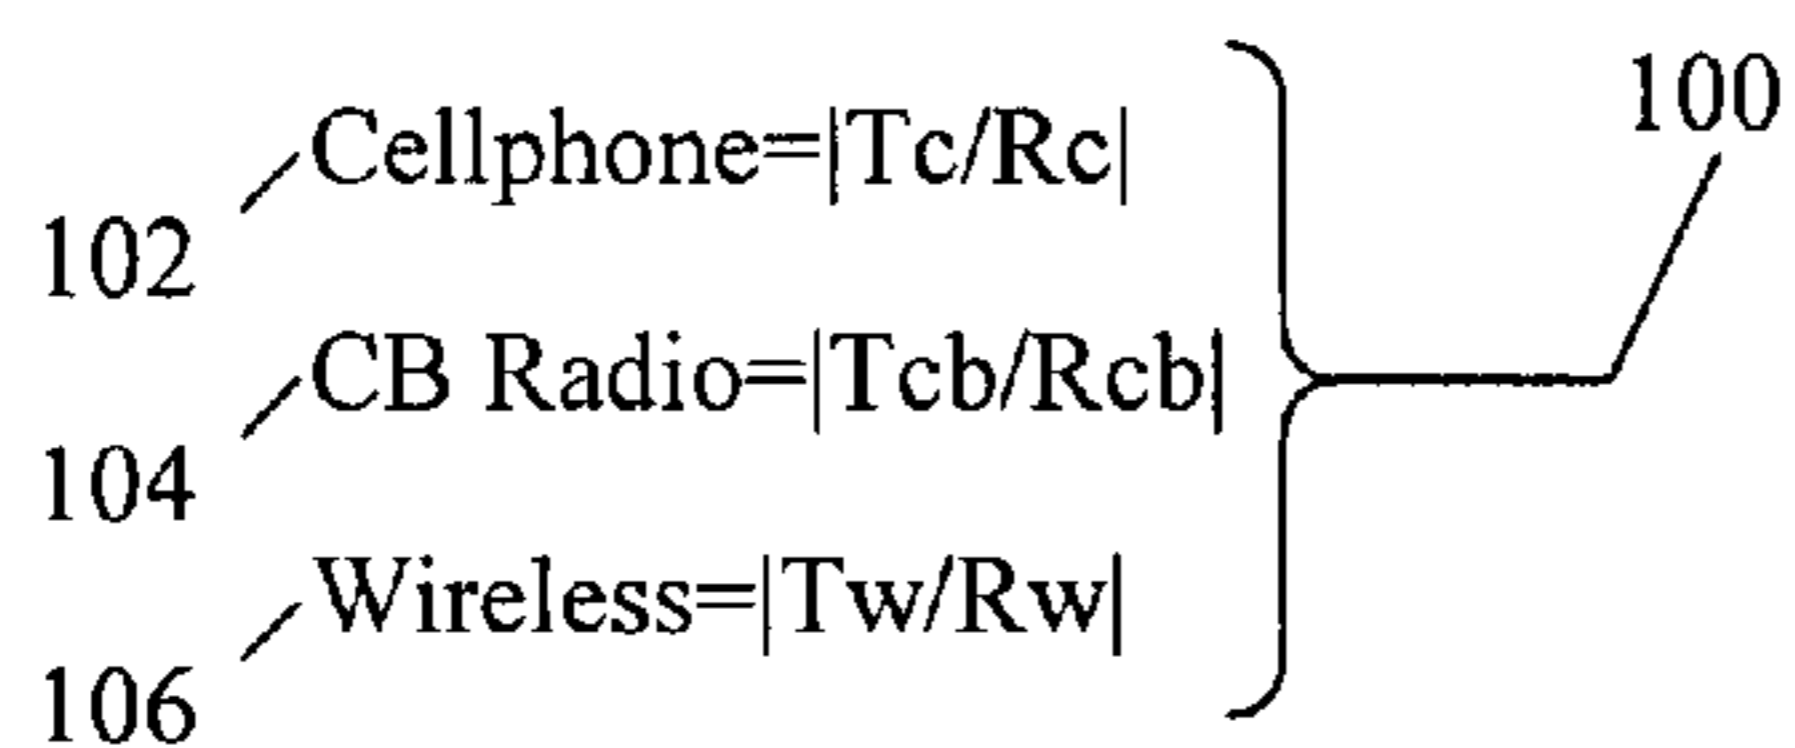 100
Cellphone=|Tc/Rc|
102
CB Radio=|Tcb/Rcb|
104
Wireless=|Tw/Rw|
106